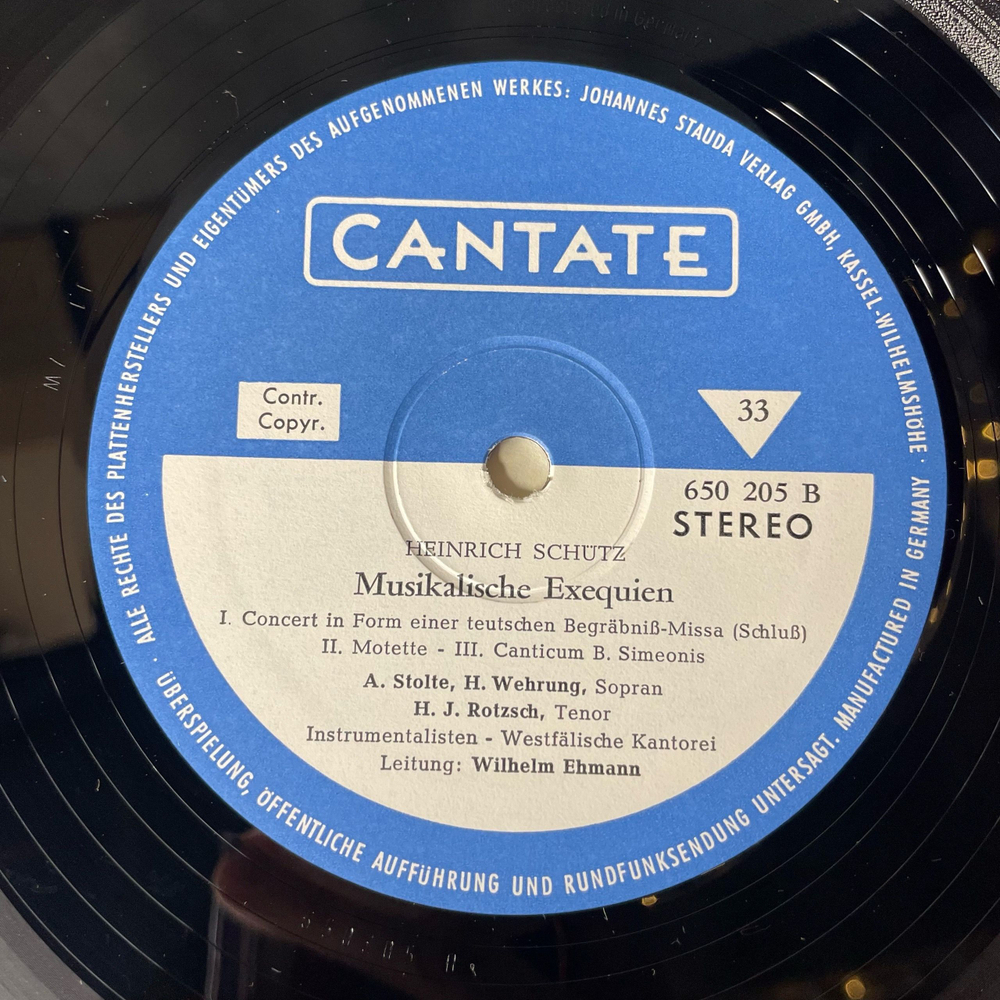 ALLE RECHTE DES PLATTENHERSTELLERS UND EIGENTÜMERS DES AUFGENOMMENEN WERKES: JOHANNES STAUDA VERLAG GMBH, KASSEL-WILHELMSHÖHE ·
CANTATE
Contr.
Copyr.
33
650 205 B
STEREO
HEINRICH SCHÜTZ
Musikalische Exequien
I. Concert in Form einer teutschen Begräbniß-Missa (Schluß)
II. Motette - III. Canticum B. Simeonis
A. Stolte, H. Wehrung, Sopran
H. J. Rotzsch, Tenor
Instrumentalisten - Westfälische Kantorei
Leitung: Wilhelm Ehmann
· ÜBERSPIELUNG, ÖFFENTLICHE AUFFÜHRUNG UND RUNDFUNKSENDUNG UNTERSAGT. MANUFACTURED IN GERMANY